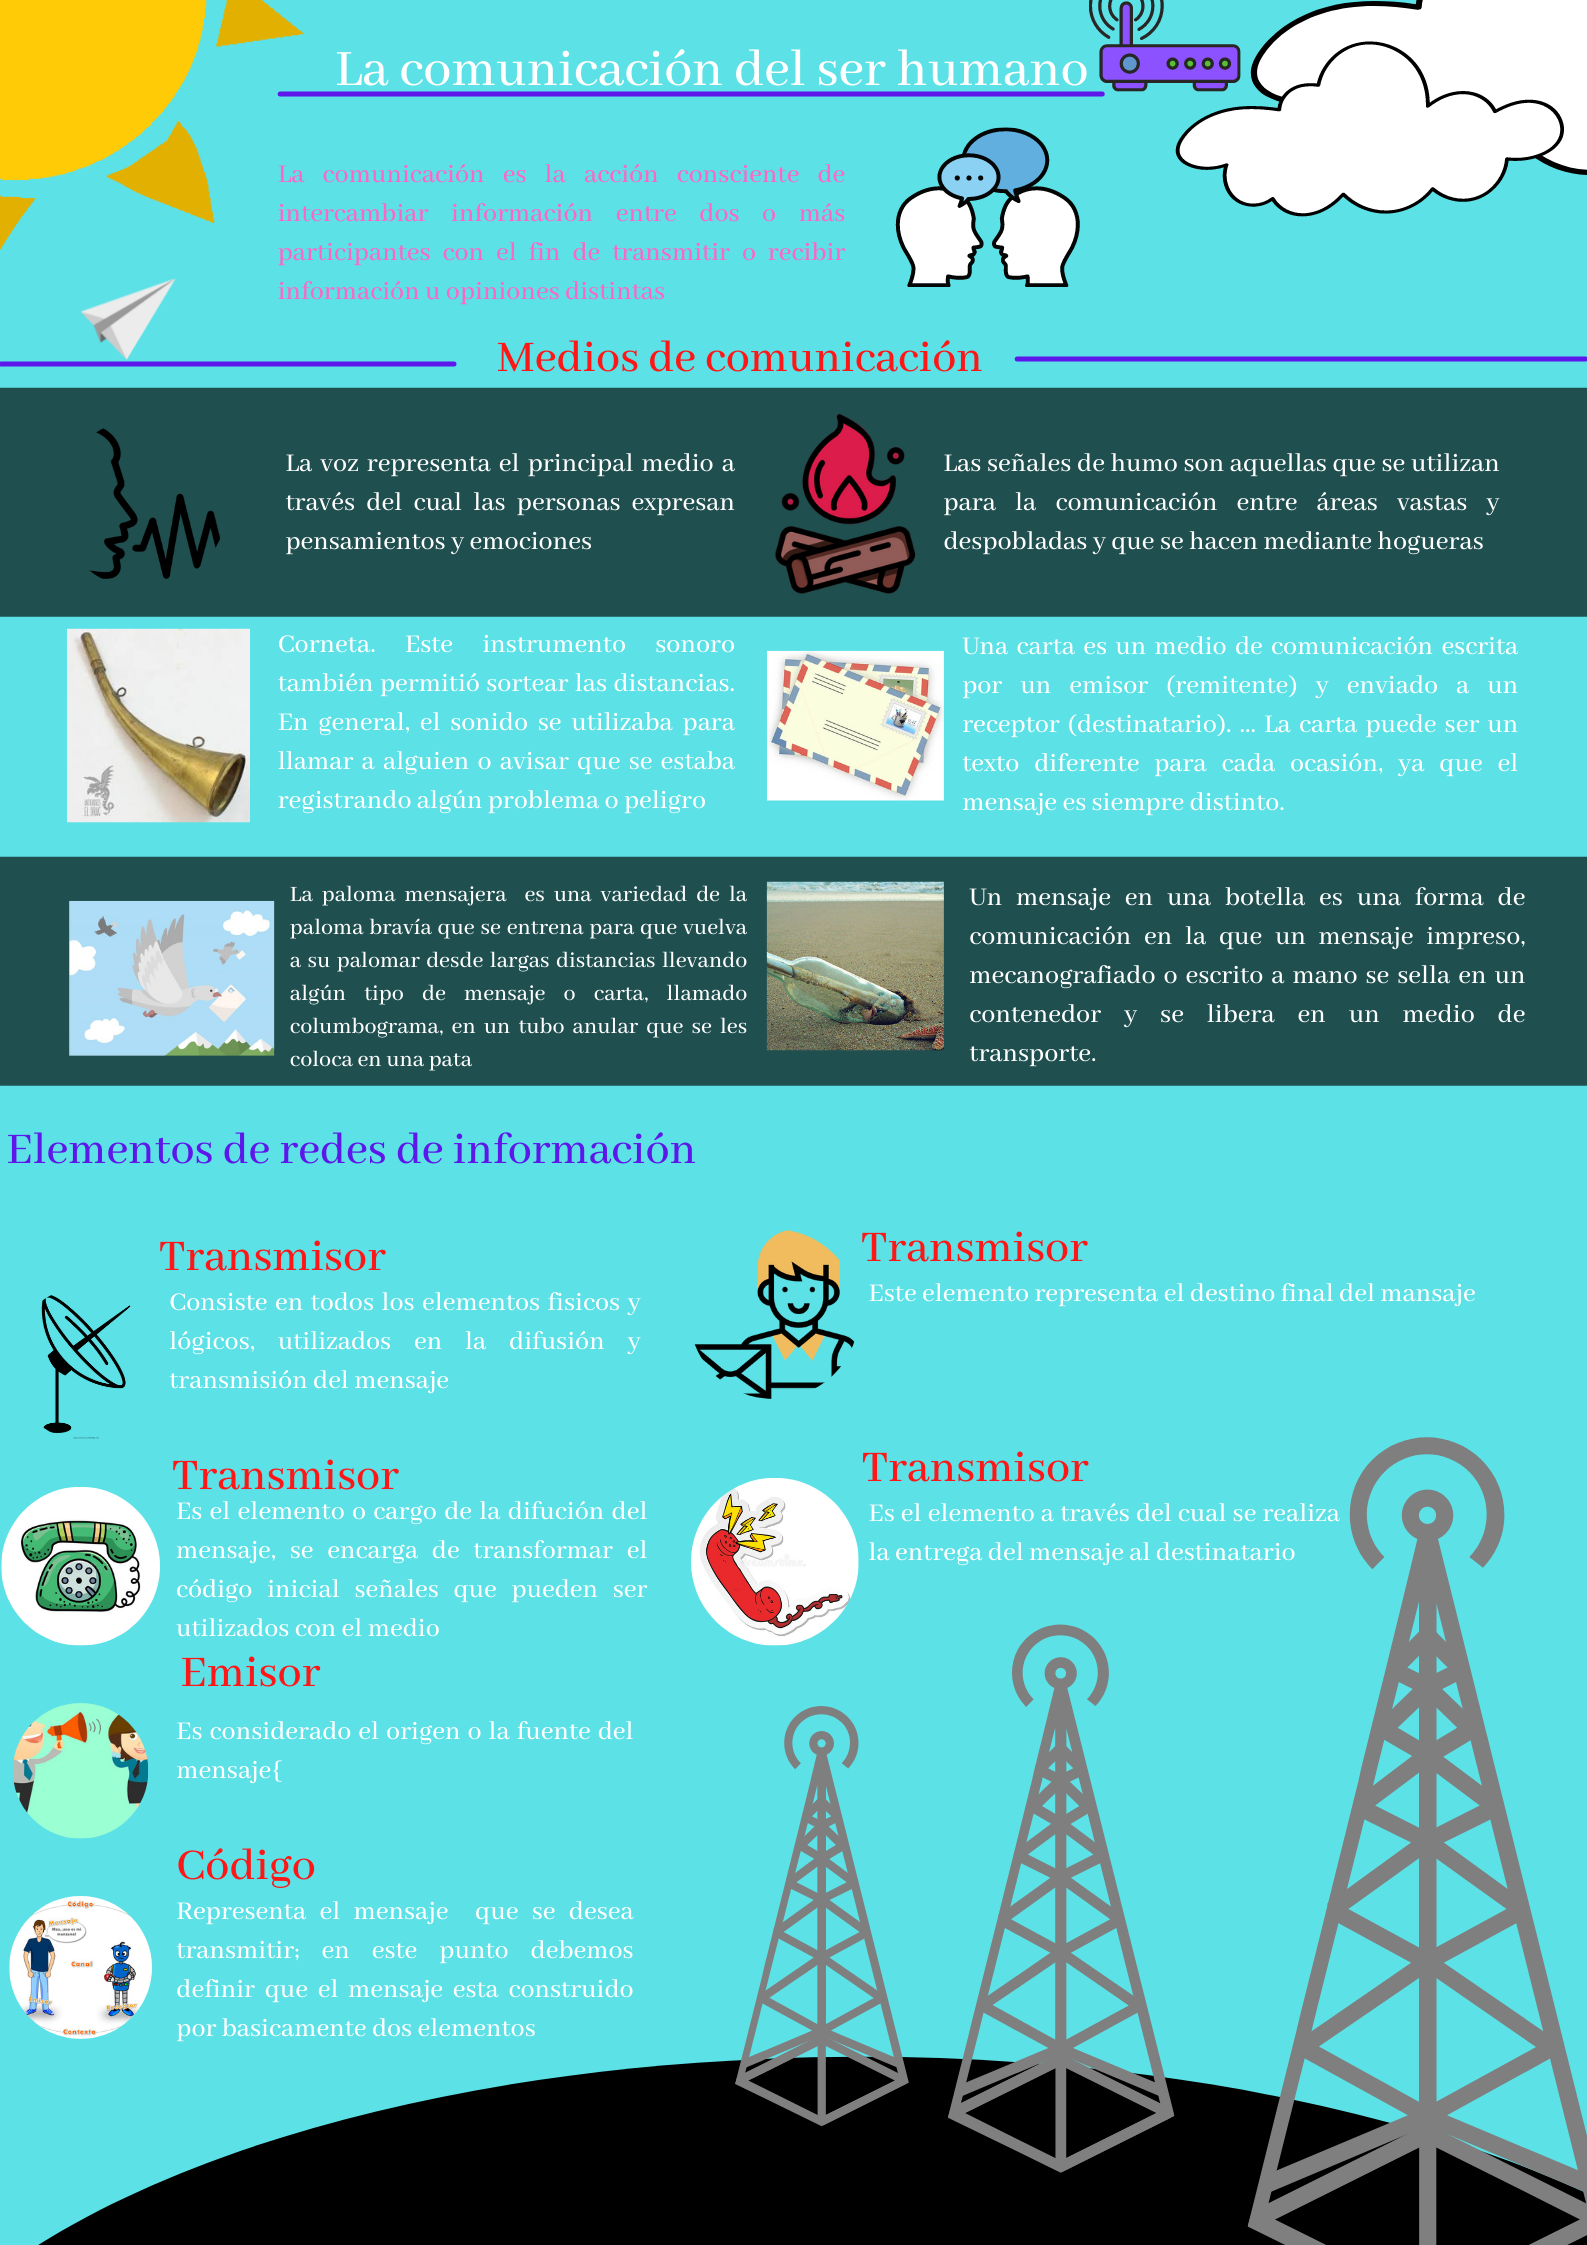 La comunicación del ser humano
La comunicación es la acción consciente de
intercambiar información entre dos o más
participantes con el fin de transmitir o recibir
información u opiniones distintas
Medios de comunicación
La voz representa el principal medio a
través del cual las personas expresan
pensamientos y emociones
Las señales de humo son aquellas que se utilizan
para la comunicación entre áreas vastas y
despobladas y que se hacen mediante hogueras
Corneta. Este instrumento sonoro
también permitió sortear las distancias.
En general, el sonido se utilizaba para
llamar a alguien o avisar que se estaba
registrando algún problema o peligro
Una carta es un medio de comunicación escrita
por un emisor (remitente) y enviado a un
receptor (destinatario). ... La carta puede ser un
texto diferente para cada ocasión, ya que el
mensaje es siempre distinto.
La paloma mensajera es una variedad de la
paloma bravía que se entrena para que vuelva
a su palomar desde largas distancias llevando
algún tipo de mensaje o carta, llamado
columbograma, en un tubo anular que se les
coloca en una pata
Un mensaje en una botella es una forma de
comunicación en la que un mensaje impreso,
mecanografiado o escrito a mano se sella en un
contenedor y se libera en un medio de
transporte.
Elementos de redes de información
Transmisor
Consiste en todos los elementos fisicos y
lógicos, utilizados en la difusión y
transmisión del mensaje
Transmisor
Este elemento representa el destino final del mansaje
Transmisor
Es el elemento o cargo de la difución del
mensaje, se encarga de transformar el
código inicial señales que pueden ser
utilizados con el medio
Transmisor
Es el elemento a través del cual se realiza
la entrega del mensaje al destinatario
Emisor
Es considerado el origen o la fuente del
mensaje{
Código
Representa el mensaje que se desea
transmitir; en este punto debemos
definir que el mensaje esta construido
por basicamente dos elementos
Código
Mensaje
Canal
Contexto